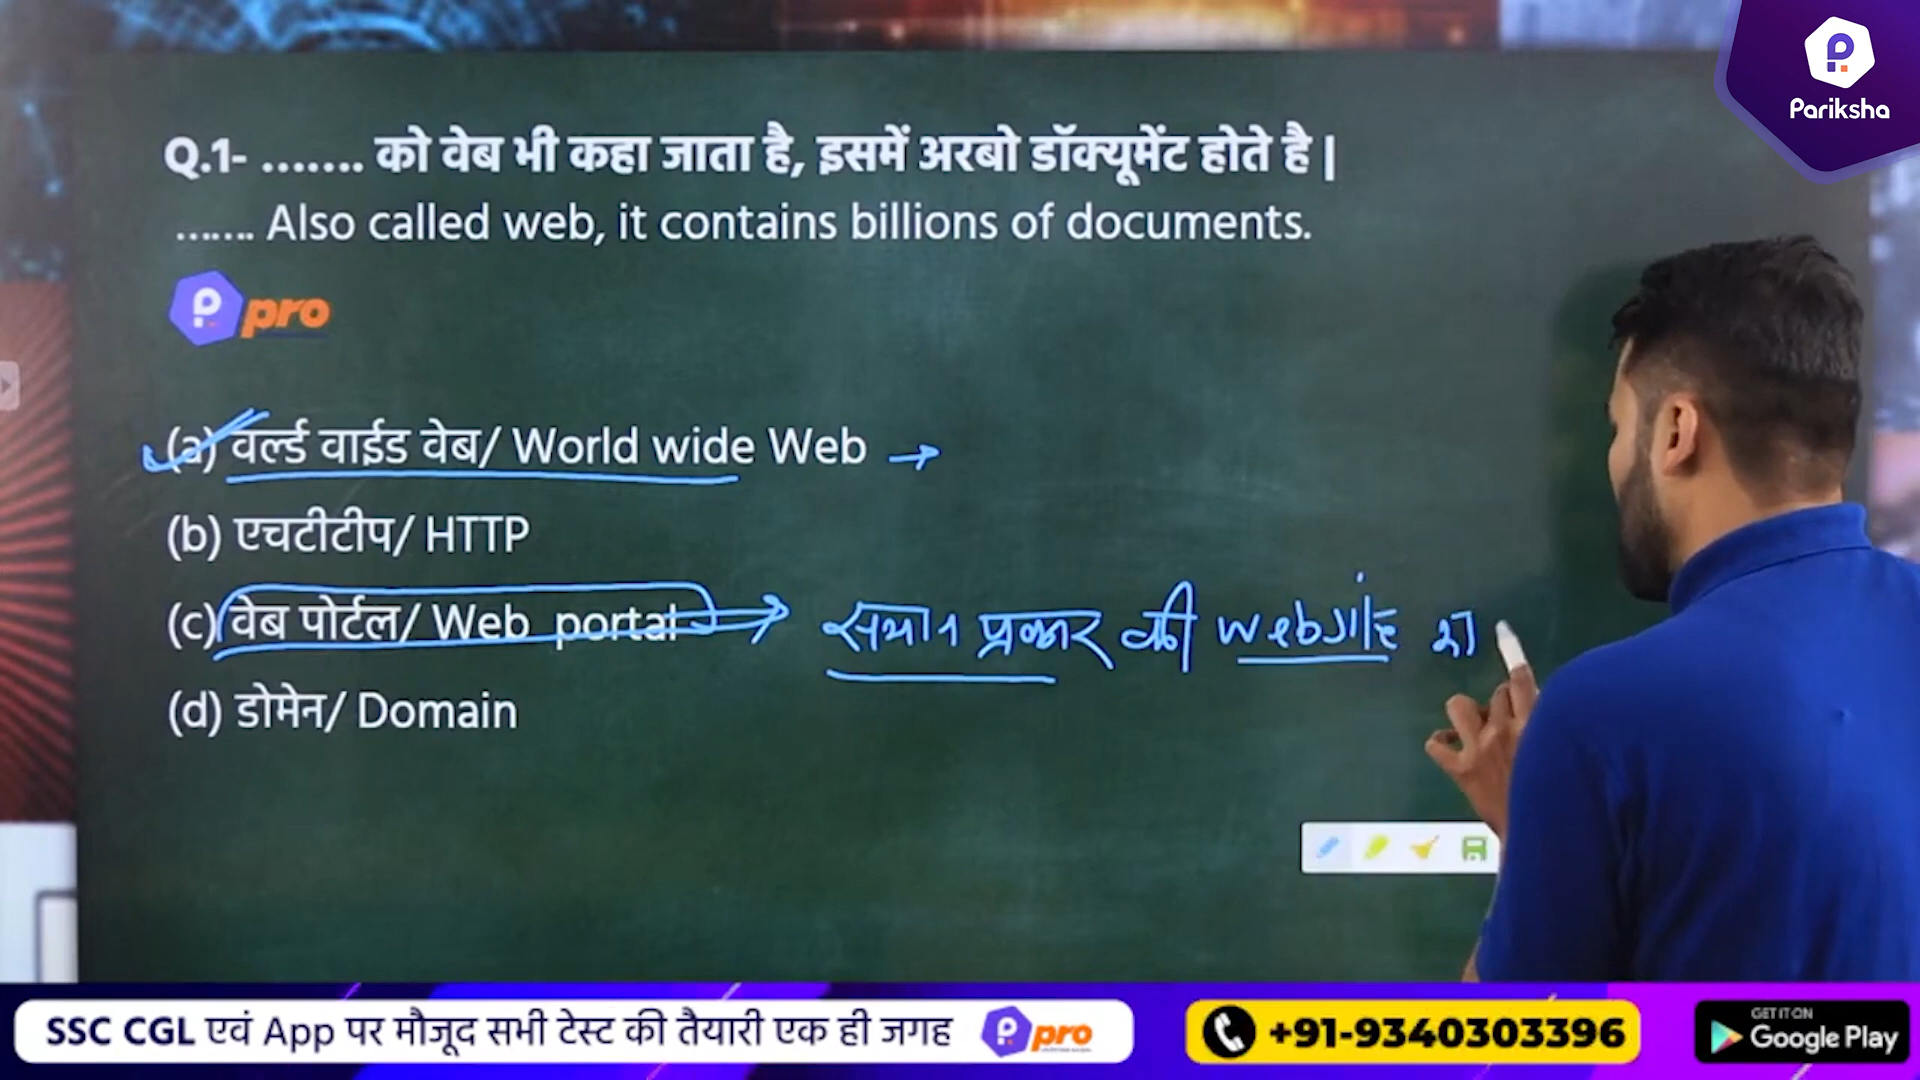 Pariksha
Q.1- ....... को वेब भी कहा जाता है, इसमें अरबो डॉक्यूमेंट होते है |
....... Also called web, it contains billions of documents.
pro
(a) वर्ल्ड वाईड वेब/ World wide Web →
(b) एचटीटीप/ HTTP
(c) वेब पोर्टल/ Web portal → समान प्रकार की website
(d) डोमेन/ Domain
SSC CGL एवं App पर मौजूद सभी टेस्ट की तैयारी एक ही जगह pro
+91-9340303396
GET IT ON
Google Play